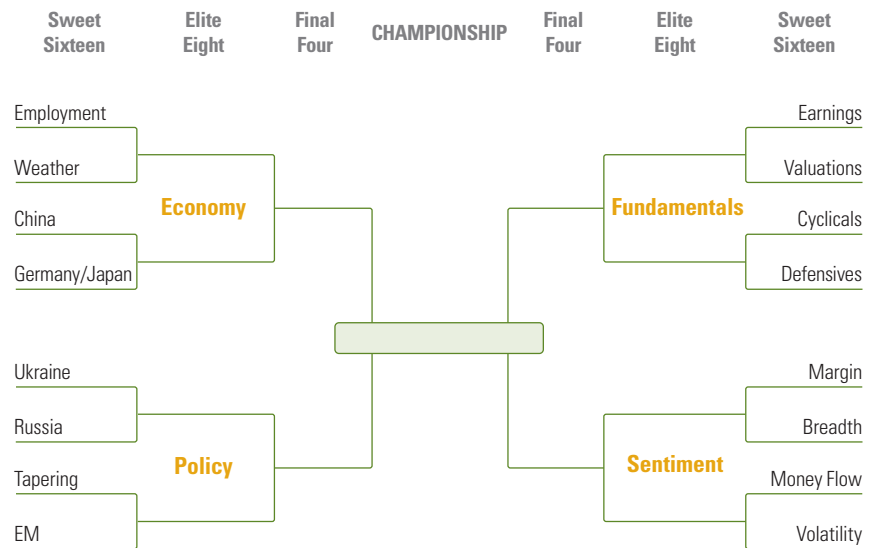 Sweet Sixteen
Elite Eight
Final Four
CHAMPIONSHIP
Final Four
Elite Eight
Sweet Sixteen
Employment
Weather
Economy
China
Germany/Japan
Earnings
Valuations
Fundamentals
Cyclicals
Defensives
Ukraine
Russia
Policy
Tapering
EM
Margin
Breadth
Sentiment
Money Flow
Volatility